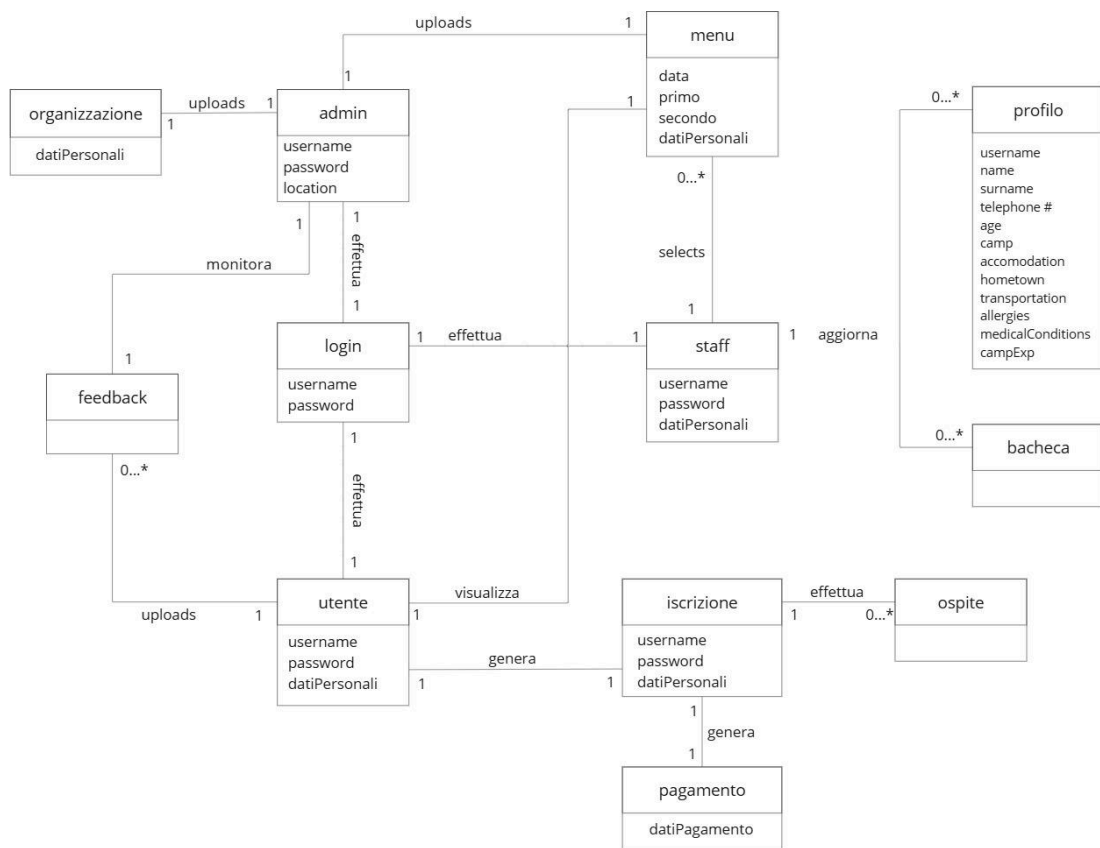 uploads
1
1
menu
data
primo
secondo
datiPersonali
organizzazione
datiPersonali
uploads
1
1
admin
username
password
location
1
0...*
profilo
username
name
surname
telephone #
age
camp
accomodation
hometown
transportation
allergies
medicalConditions
campExp
0...*
selects
1
1
1
effettua
monitora
1
1
login
username
password
1
effettua
1
staff
username
password
datiPersonali
1
aggiorna
1
feedback
0...*
0...*
bacheca
1
effettua
1
utente
username
password
datiPersonali
uploads
1
1
visualizza
genera
1
1
iscrizione
username
password
datiPersonali
effettua
1
0...*
ospite
1
genera
1
pagamento
datiPagamento